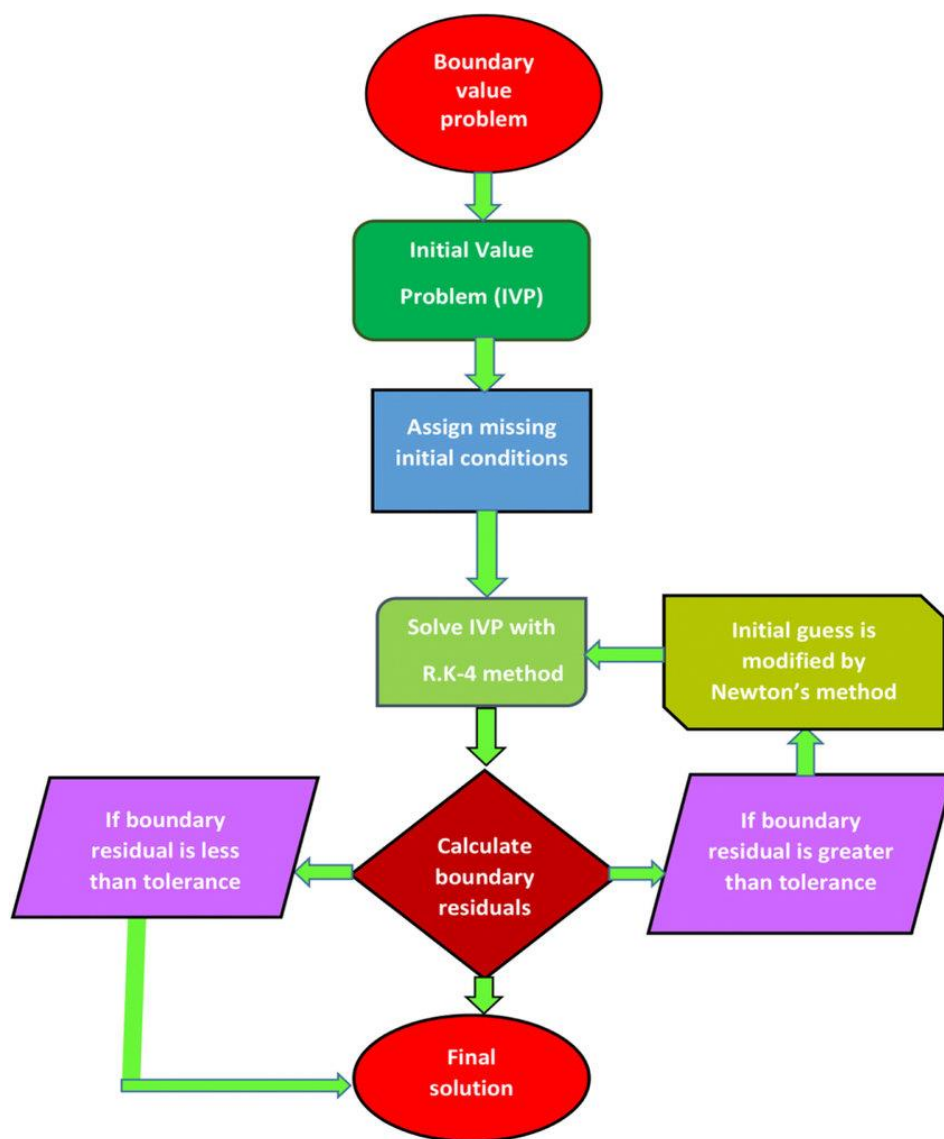 Boundary
value
problem
Initial Value
Problem (IVP)
Assign missing
initial conditions
Solve IVP with
R.K-4 method
Initial guess is
modified by
Newton's method
If boundary
residual is less
than tolerance
Calculate
boundary
residuals
If boundary
residual is greater
than tolerance
Final
solution